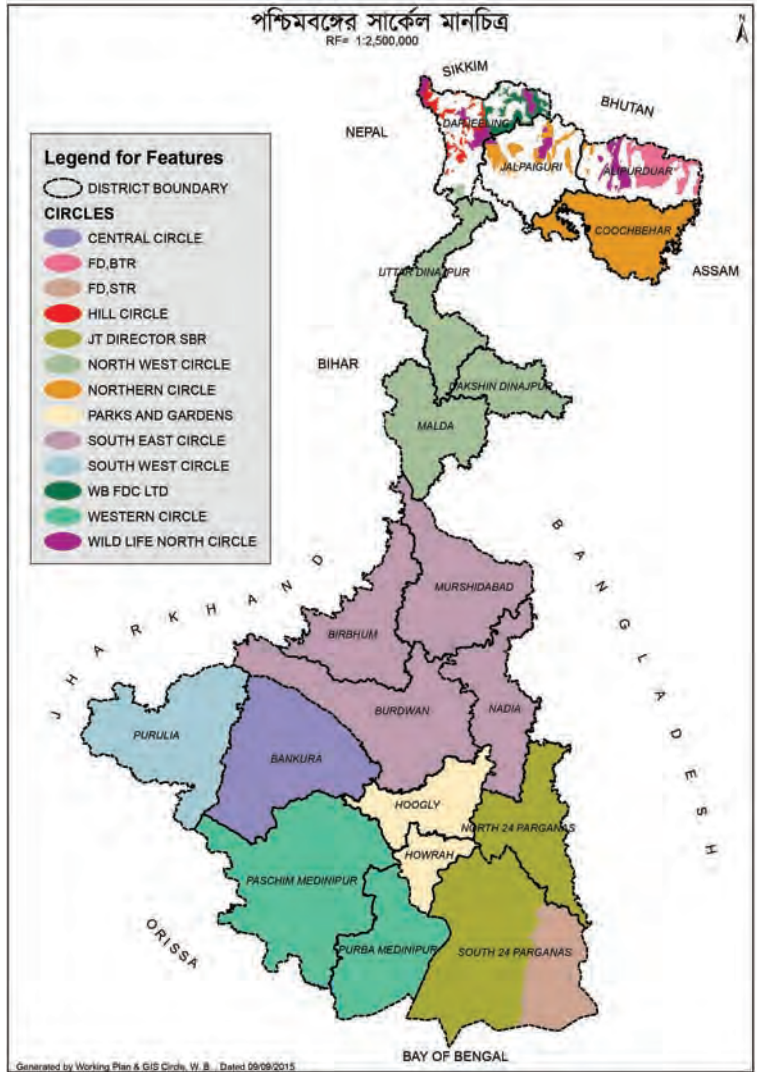 পশ্চিমবঙ্গের সার্কেল মানচিত্র
RF= 1:2,500,000
N
SIKKIM
BHUTAN
NEPAL
DARJEELING
JALPAIGURI
ALIPURDUAR
COOCHBEHAR
ASSAM
Legend for Features
DISTRICT BOUNDARY
CIRCLES
CENTRAL CIRCLE
FD,BTR
FD,STR
HILL CIRCLE
JT DIRECTOR SBR
NORTH WEST CIRCLE
NORTHERN CIRCLE
PARKS AND GARDENS
SOUTH EAST CIRCLE
SOUTH WEST CIRCLE
WB FDC LTD
WESTERN CIRCLE
WILD LIFE NORTH CIRCLE
UTTAR DINAJPUR
BIHAR
DAKSHIN DINAJPUR
MALDA
BANGLADESH
JHARKHAND
MURSHIDABAD
BIRBHUM
BURDWAN
NADIA
PURULIA
BANKURA
HOOGLY
NORTH 24 PARGANAS
HOWRAH
PASCHIM MEDINIPUR
ORISSA
PURBA MEDINIPUR
SOUTH 24 PARGANAS
BAY OF BENGAL
Generated by Working Plan & GIS Circle, W. B. , Dated 09/09/2015